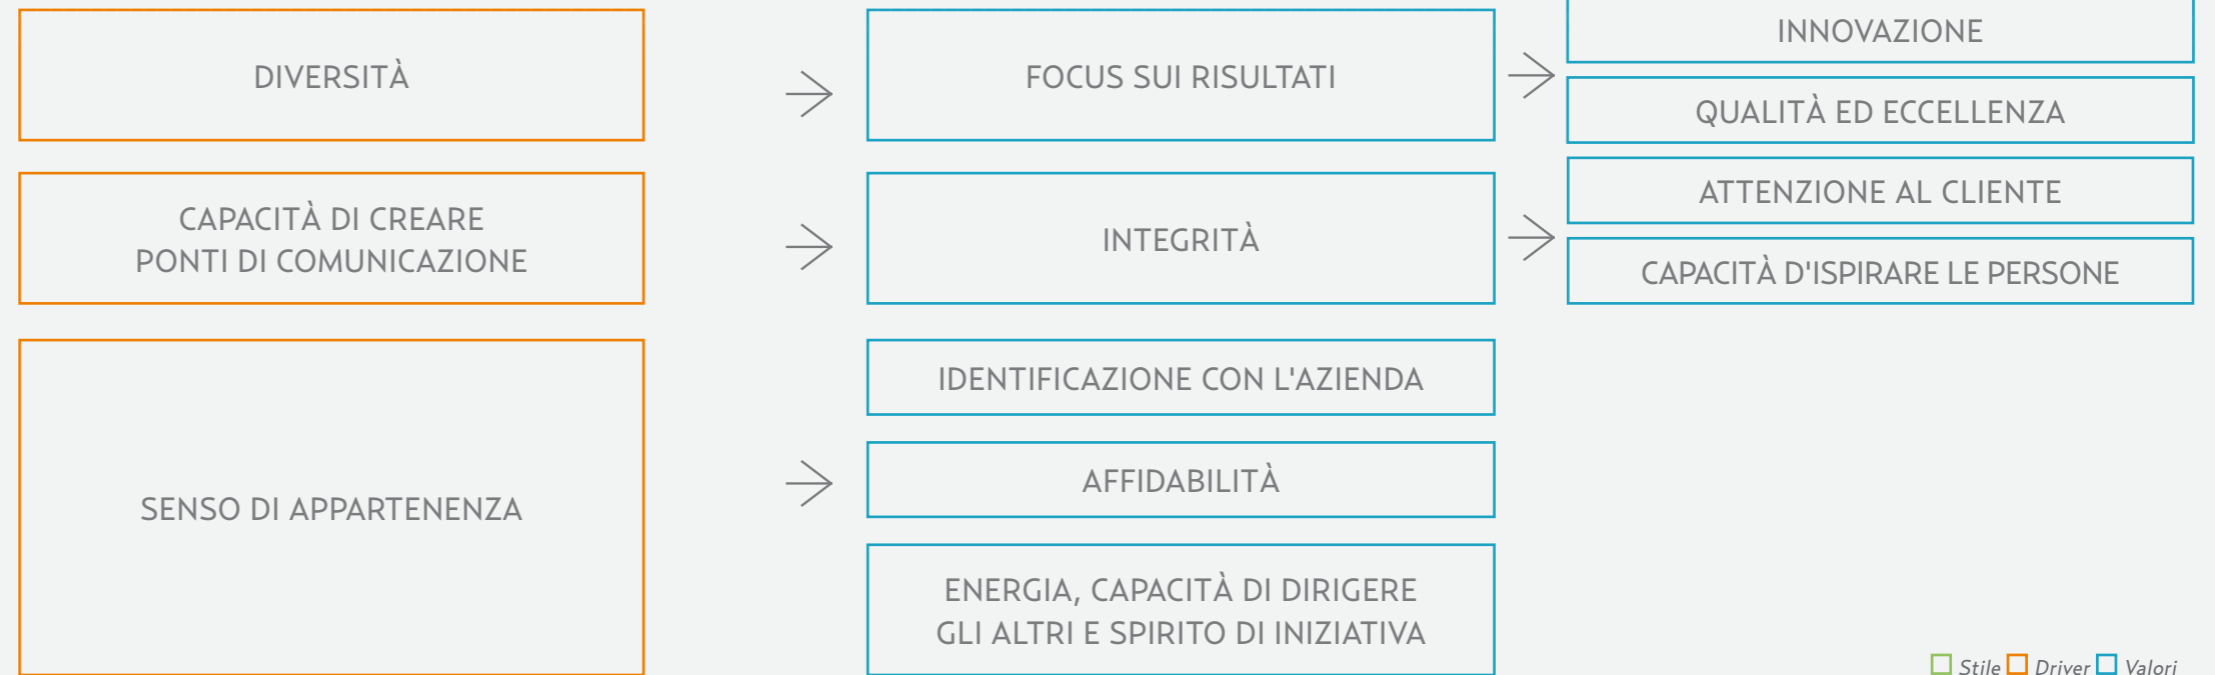 DIVERSITÀ
FOCUS SUI RISULTATI
INNOVAZIONE
QUALITÀ ED ECCELLENZA
CAPACITÀ DI CREARE
PONTI DI COMUNICAZIONE
INTEGRITÀ
ATTENZIONE AL CLIENTE
CAPACITÀ D'ISPIRARE LE PERSONE
SENSO DI APPARTENENZA
IDENTIFICAZIONE CON L'AZIENDA
AFFIDABILITÀ
ENERGIA, CAPACITÀ DI DIRIGERE
GLI ALTRI E SPIRITO DI INIZIATIVA
Stile Driver Valori